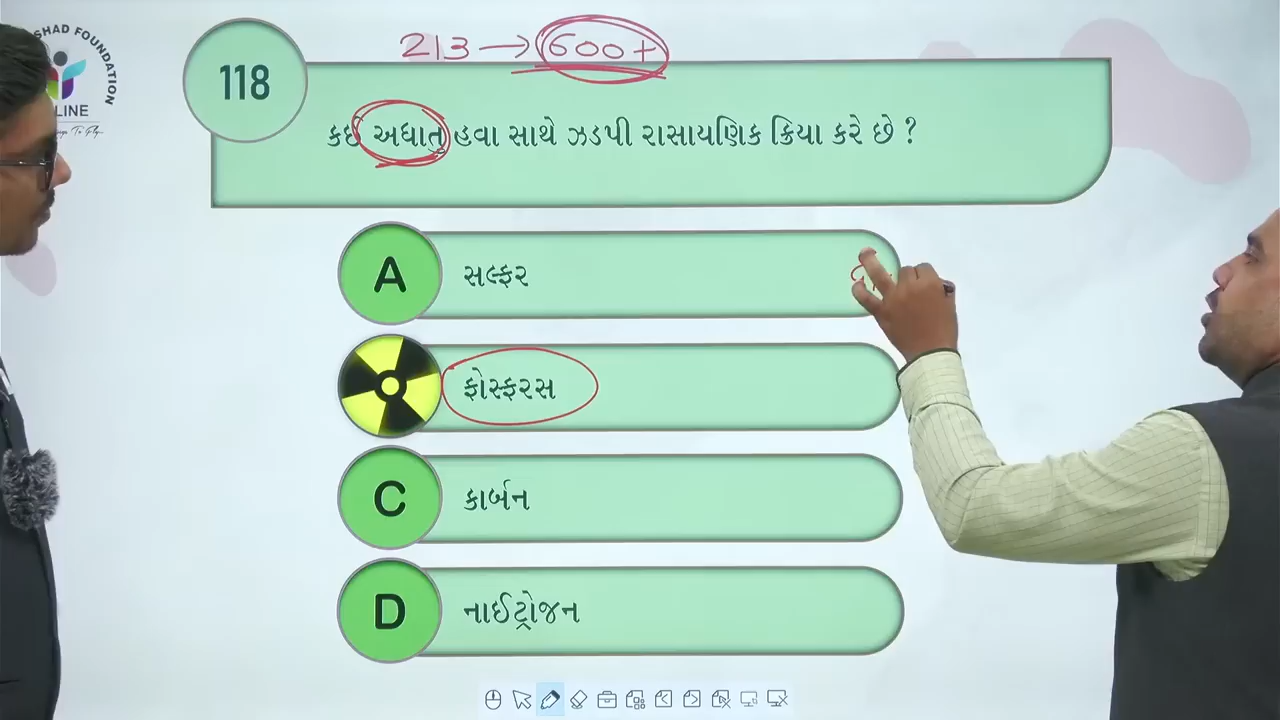 SHAD FOUNDATION
LINE
213 → 600+
118
કઈ અધાતુ હવા સાથે ઝડપી રાસાયણિક ક્રિયા કરે છે ?
A સલ્ફર
ફોસ્ફરસ
C કાર્બન
D નાઈટ્રોજન